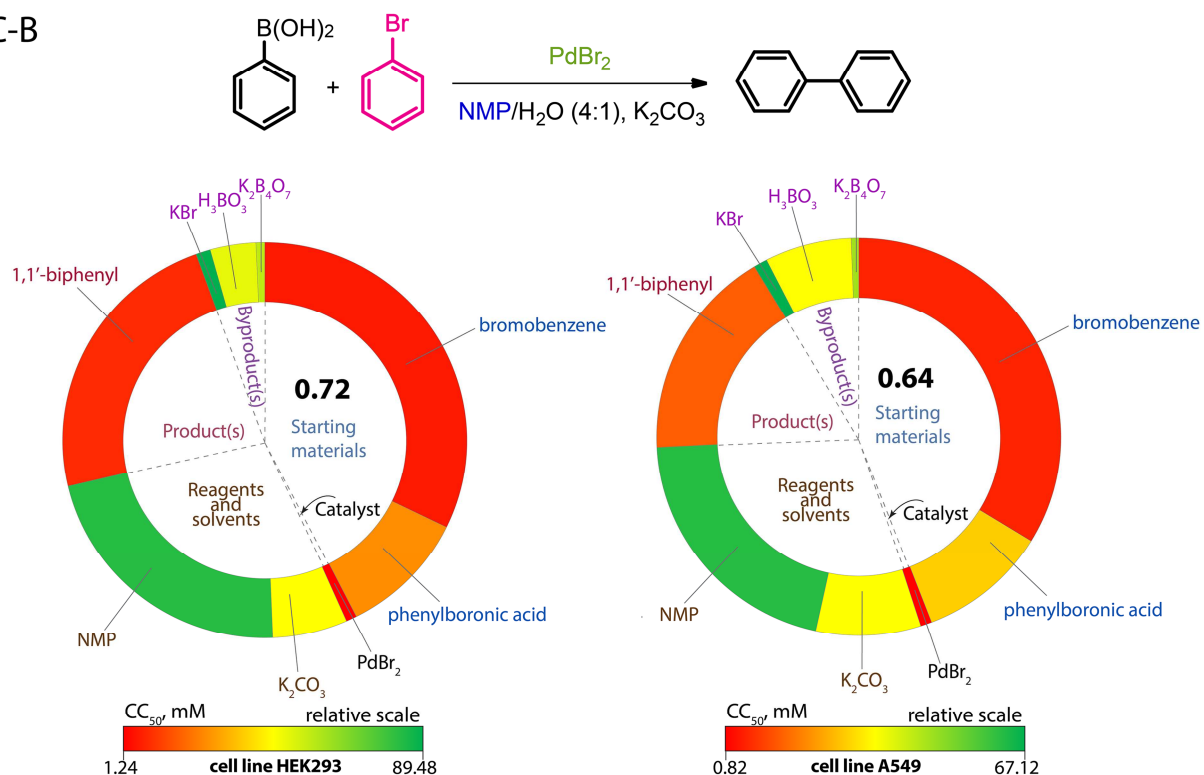 C-B
B(OH)₂
Br
+
PdBr₂
NMP/H₂O (4:1), K₂CO₃
KBr
H₃BO₃
K₂B₄O₇
1,1′-biphenyl
bromobenzene
Byproduct(s)
0.72
Product(s)
Starting
materials
Reagents
and
solvents
Catalyst
phenylboronic acid
NMP
PdBr₂
K₂CO₃
CC₅₀, mM
relative scale
1.24
cell line HEK293
89.48
KBr
H₃BO₃
K₂B₄O₇
1,1′-biphenyl
bromobenzene
Byproduct(s)
0.64
Product(s)
Starting
materials
Reagents
and
solvents
Catalyst
phenylboronic acid
NMP
PdBr₂
K₂CO₃
CC₅₀, mM
relative scale
0.82
cell line A549
67.12